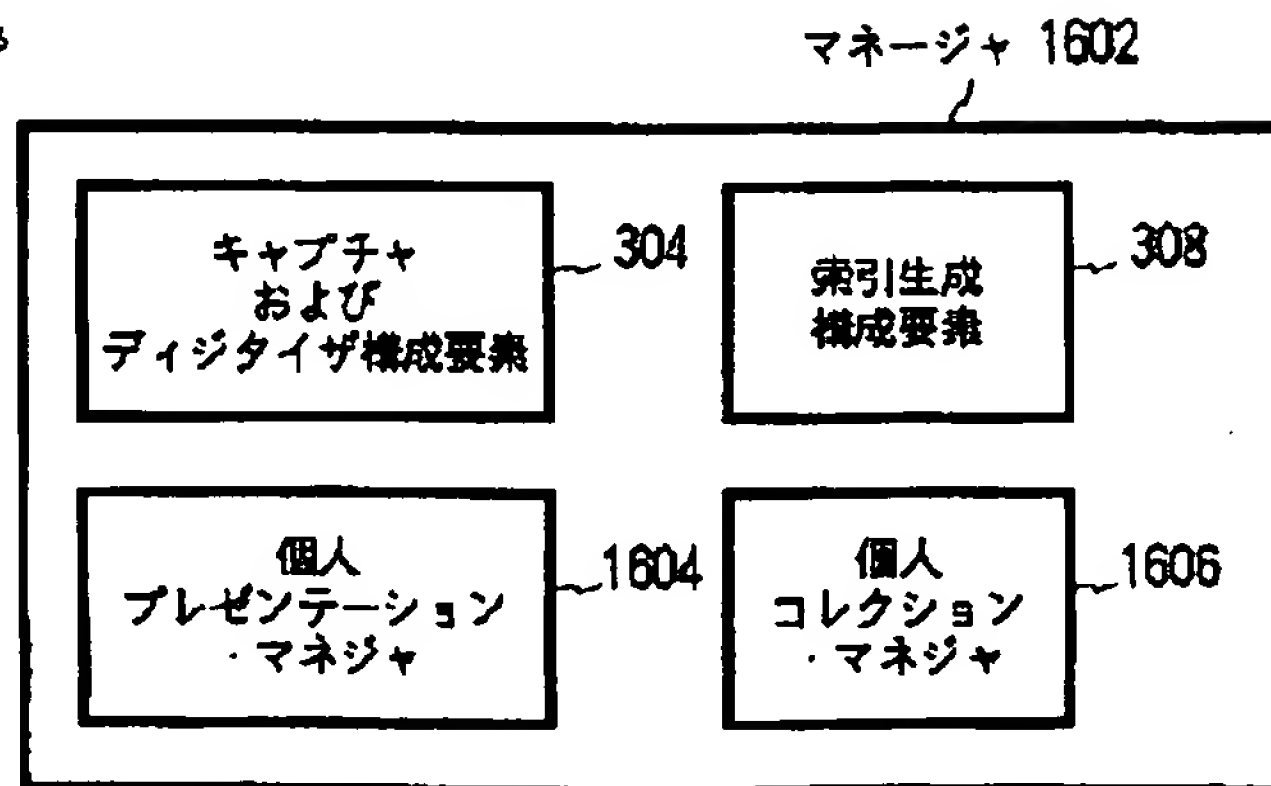 マネージャ 1602
キャプチャ
および
ディジタイザ構成要素
304
索引生成
構成要素
308
個人
プレゼンテーション
・マネジャ
1604
個人
コレクション
・マネジャ
1606